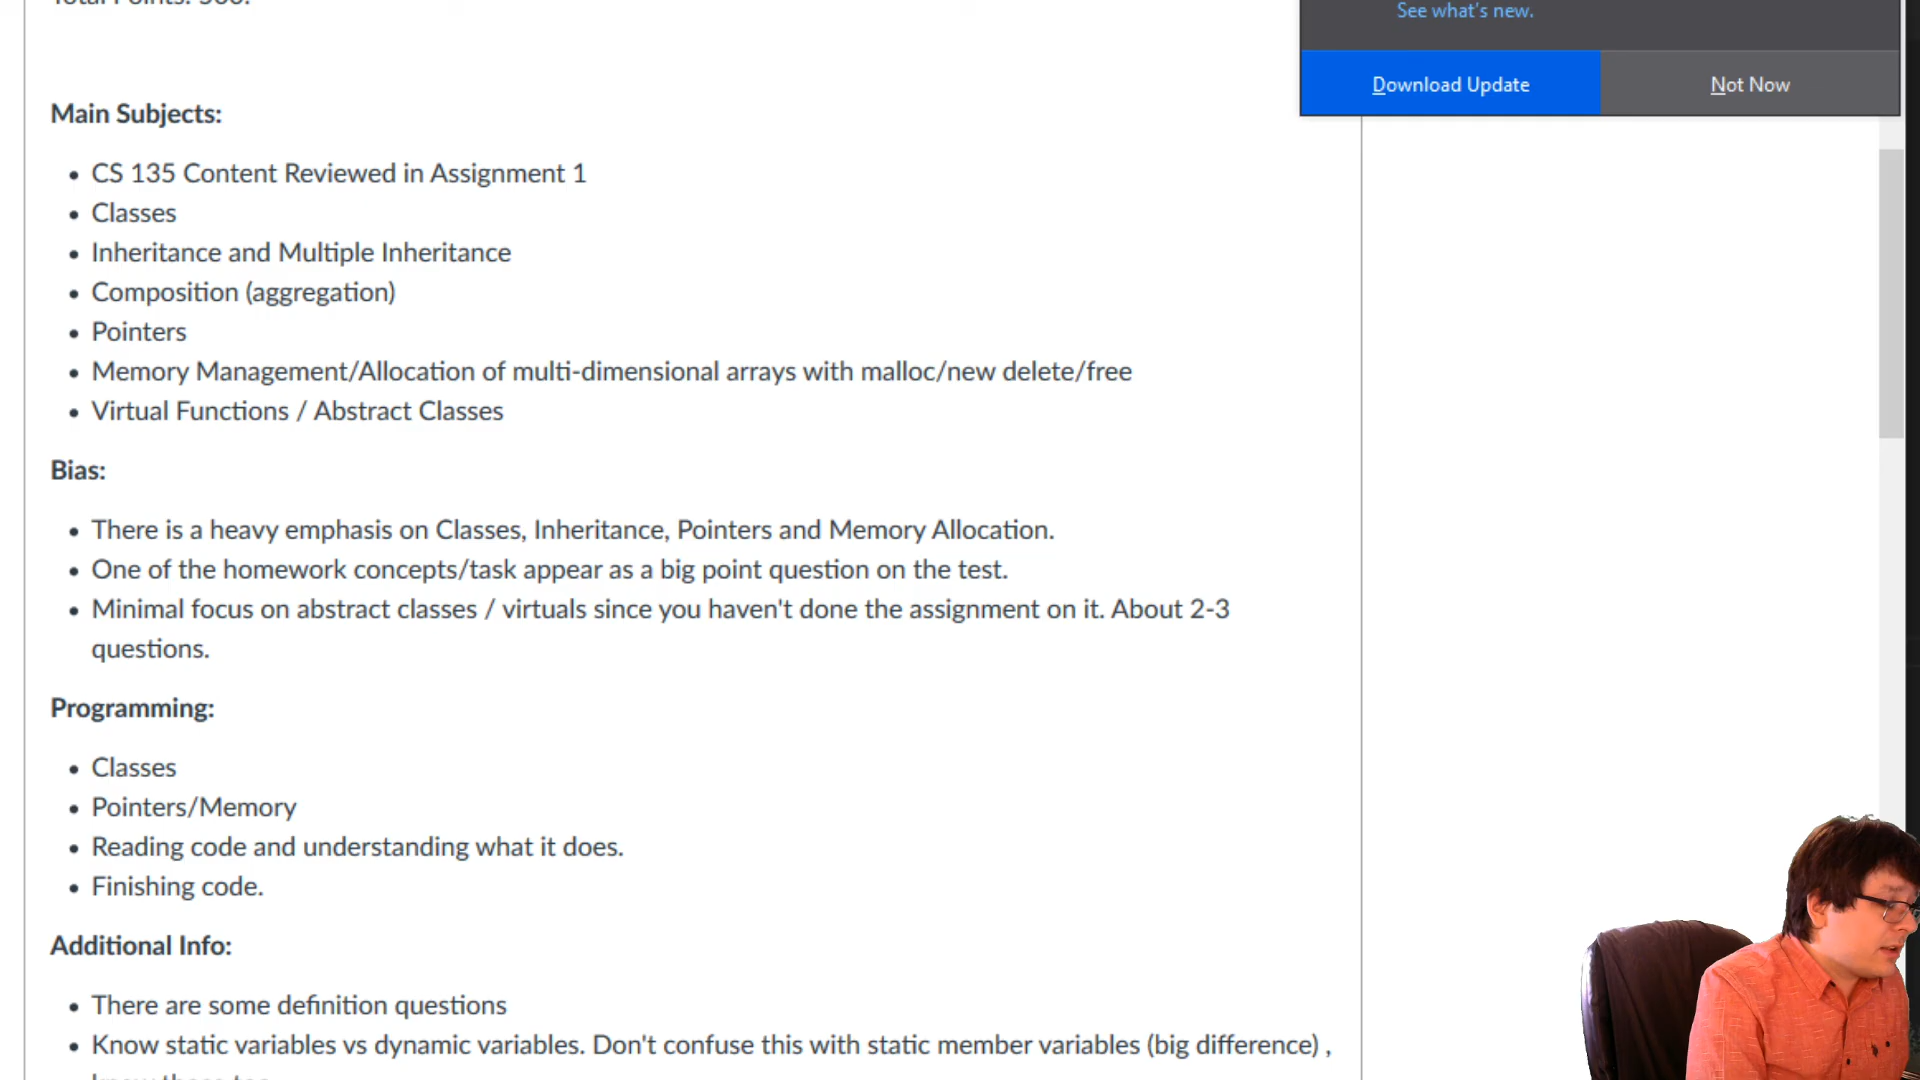 See what's new.
Download Update
Not Now
Main Subjects:
• CS 135 Content Reviewed in Assignment 1
• Classes
• Inheritance and Multiple Inheritance
• Composition (aggregation)
• Pointers
• Memory Management/Allocation of multi-dimensional arrays with malloc/new delete/free
• Virtual Functions / Abstract Classes
Bias:
• There is a heavy emphasis on Classes, Inheritance, Pointers and Memory Allocation.
• One of the homework concepts/task appear as a big point question on the test.
• Minimal focus on abstract classes / virtuals since you haven't done the assignment on it. About 2-3
questions.
Programming:
• Classes
• Pointers/Memory
• Reading code and understanding what it does.
• Finishing code.
Additional Info:
• There are some definition questions
• Know static variables vs dynamic variables. Don't confuse this with static member variables (big difference) ,